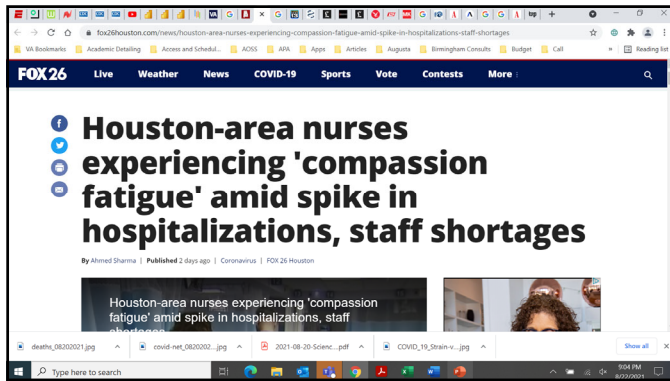 fox26houston.com/news/houston-area-nurses-experiencing-compassion-fatigue-amid-spike-in-hospitalizations-staff-shortages
VA Bookmarks Academic Detailing Access and Schedul... AOSS APA Apps Articles Augusta Birmingham Consults Budget Call » Reading list
FOX 26 Live Weather News COVID-19 Sports Vote Contests More
Houston-area nurses
experiencing 'compassion
fatigue' amid spike in
hospitalizations, staff shortages
By Ahmed Sharma | Published 2 days ago | Coronavirus | FOX 26 Houston
Houston-area nurses experiencing 'compassion
fatigue' amid spike in hospitalizations, staff
shortages
deaths_08202021.jpg covid-net_0820202....jpg 2021-08-20-Scienc....pdf COVID_19_Strain-v....jpg Show all
Type here to search 9:04 PM
8/22/2021